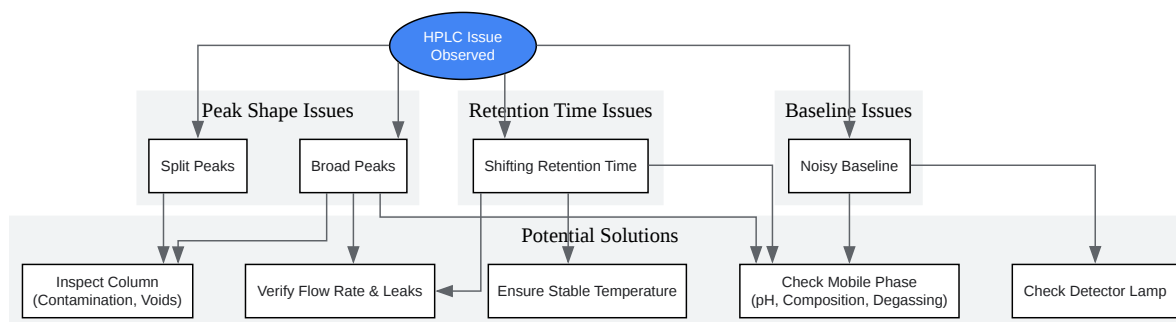 HPLC Issue
Observed
Peak Shape Issues
Retention Time Issues
Baseline Issues
Split Peaks
Broad Peaks
Shifting Retention Time
Noisy Baseline
Potential Solutions
Inspect Column
(Contamination, Voids)
Verify Flow Rate & Leaks
Ensure Stable Temperature
Check Mobile Phase
(pH, Composition, Degassing)
Check Detector Lamp